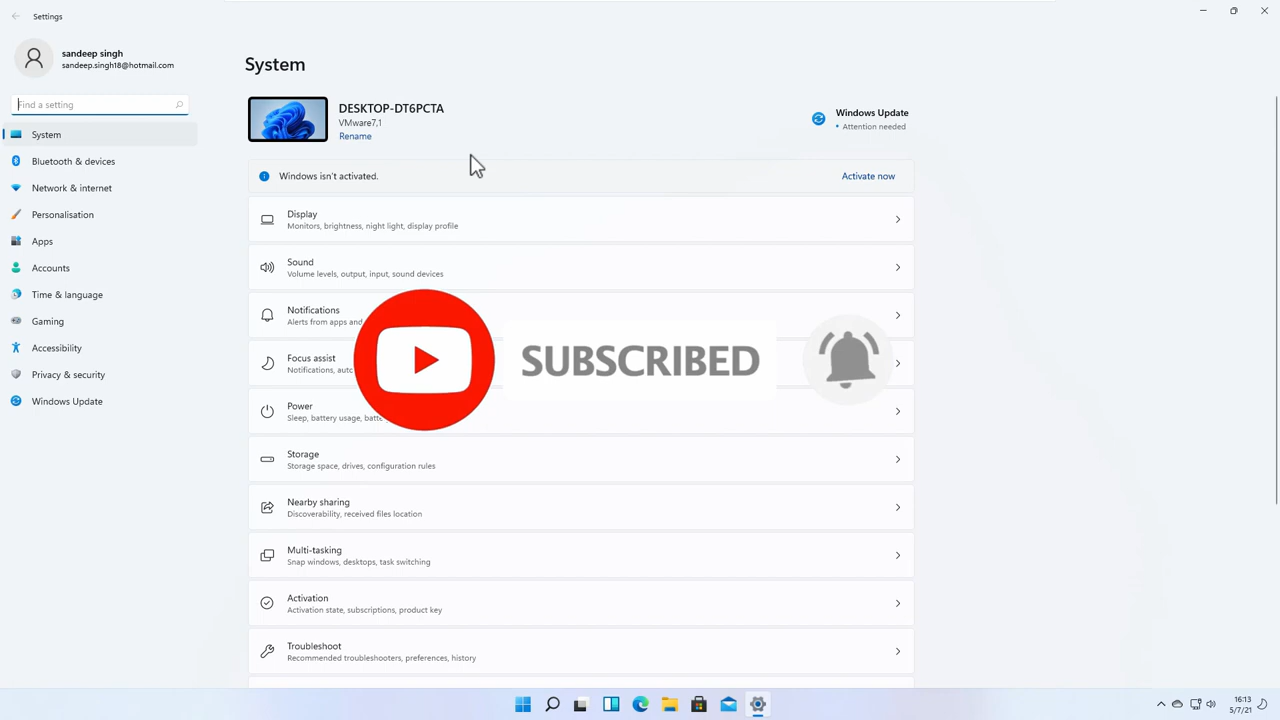 Settings
sandeep singh
sandeep.singh18@hotmail.com
Find a setting
System
Bluetooth & devices
Network & internet
Personalisation
Apps
Accounts
Time & language
Gaming
Accessibility
Privacy & security
Windows Update
System
DESKTOP-DT6PCTA
VMware7,1
Rename
Windows Update
Attention needed
Windows isn't activated.
Activate now
Display
Monitors, brightness, night light, display profile
Sound
Volume levels, output, input, sound devices
Notifications
Alerts from apps and
Focus assist
Notifications,
Power
Sleep, battery usage,
SUBSCRIBED
Storage
Storage space, drives, configuration rules
Nearby sharing
Discoverability, received files location
Multi-tasking
Snap windows, desktops, task switching
Activation
Activation state, subscriptions, product key
Troubleshoot
Recommended troubleshooters, preferences, history
16:13
5/7/21